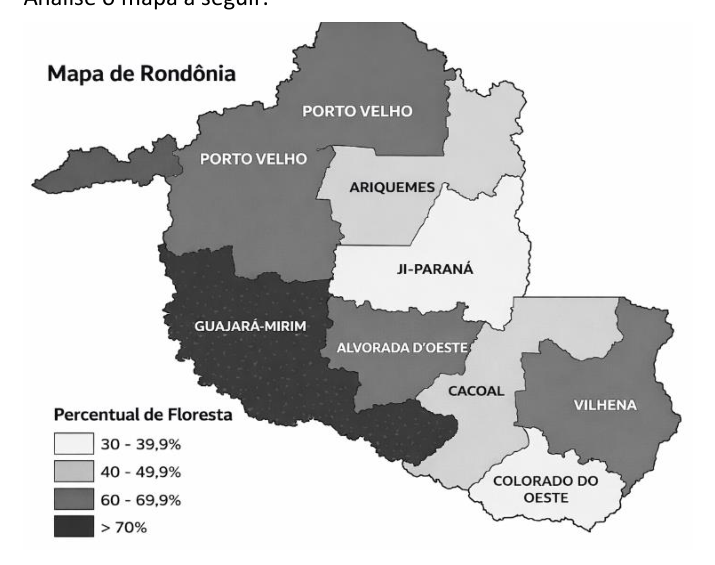 Analise o mapa a seguir:
Mapa de Rondônia
PORTO VELHO
PORTO VELHO
ARIQUEMES
JI-PARANÁ
GUAJARÁ-MIRIM
ALVORADA D'OESTE
CACOAL
VILHENA
COLORADO DO
OESTE
Percentual de Floresta
30 - 39,9%
40 - 49,9%
60 - 69,9%
> 70%